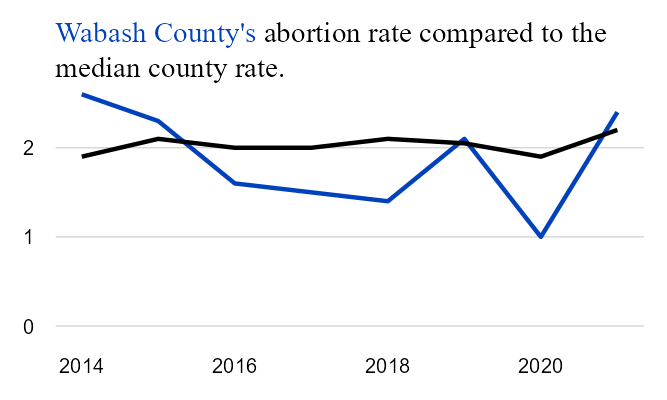 Wabash County's abortion rate compared to the
median county rate.
2
1
0
2014 2016 2018 2020